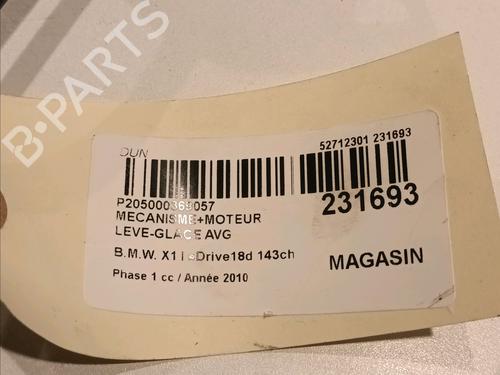 B-PARTS
DUN
52712301 231693
P205000369057
MECANISME+MOTEUR
231693
LEVE-GLACE AVG
B.M.W. X1 I sDrive18d 143ch
MAGASIN
Phase 1 cc / Année 2010